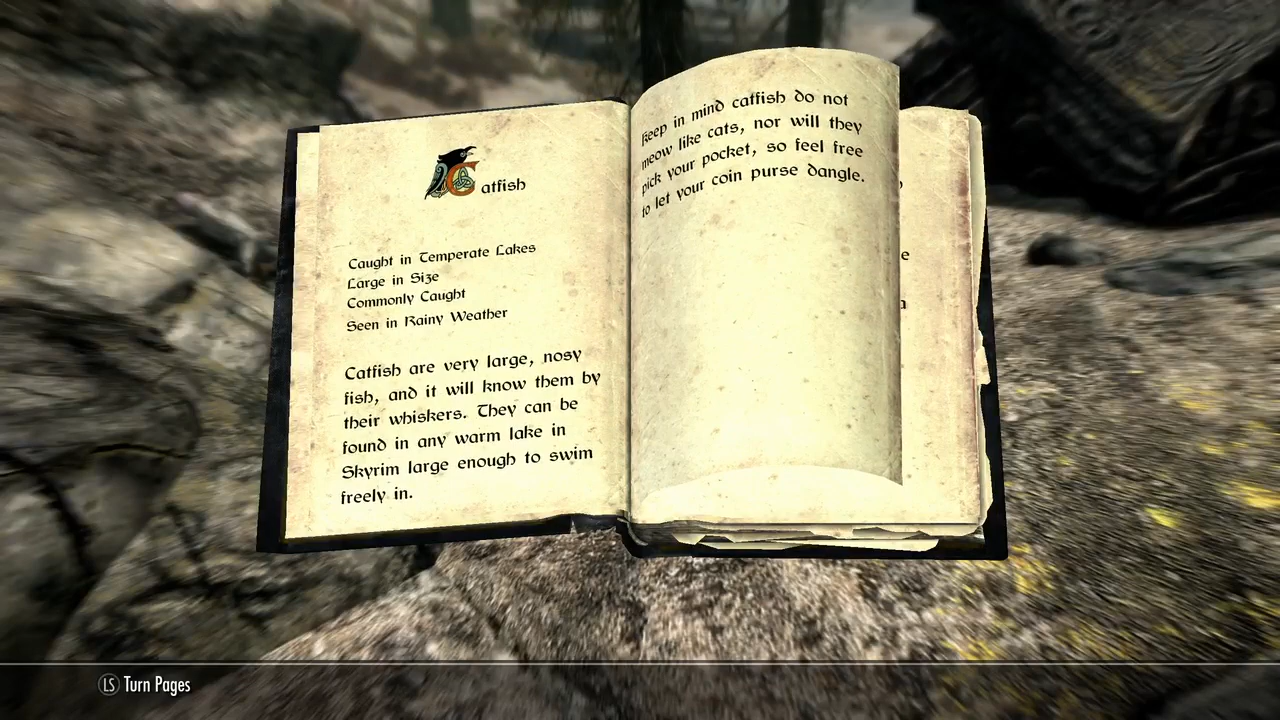 Catfish
Caught in Temperate Lakes
Large in Size
Commonly Caught
Seen in Rainy Weather
Catfish are very large, nosy
fish, and it will know them by
their whiskers. They can be
found in any warm lake in
Skyrim large enough to swim
freely in.
Keep in mind catfish do not
meow like cats, nor will they
pick your pocket, so feel free
to let your coin purse dangle.
e
LS Turn Pages